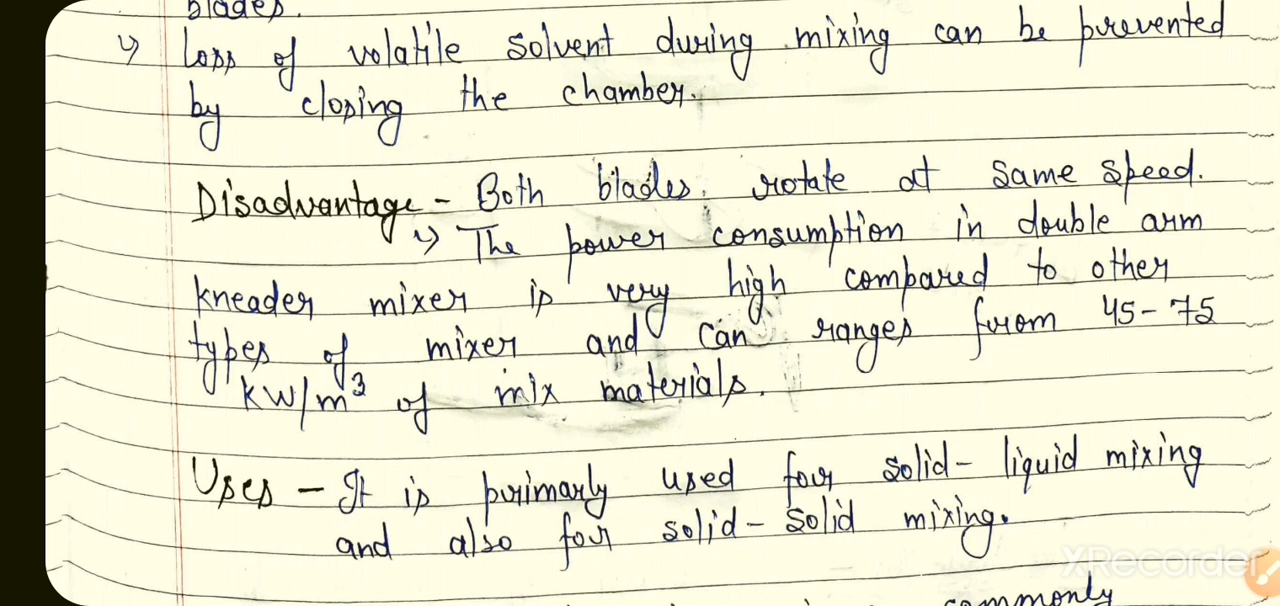 blades.
↳ Loss of volatile solvent during mixing can be prevented
by closing the chamber.
Disadvantage - Both blades rotate at same speed.
↳ The power consumption in double arm
kneader mixer is very high compared to other
types of mixer and can ranges from 45-75
KW/m³ of mix materials.
Uses - It is primarly used for solid-liquid mixing
and also for solid-solid mixing.
commonly
XRecorder